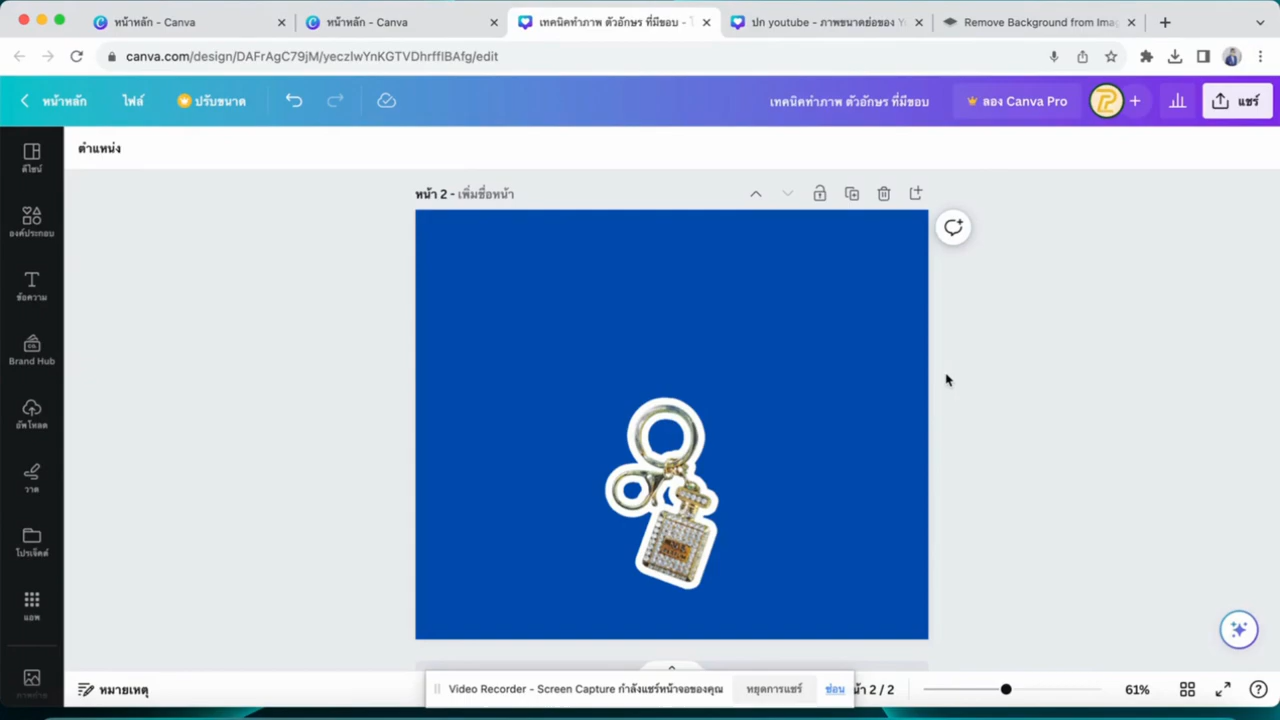 หน้าหลัก - Canva
หน้าหลัก - Canva
เทคนิคทำภาพ ตัวอักษร ที่มีขอบ -
ปก youtube - ภาพขนาดย่อของ
Remove Background from Ima
canva.com/design/DAFrAgC79jM/yeczIwYnKGTVDhrffIBAfg/edit
หน้าหลัก
ไฟล์
ปรับขนาด
เทคนิคทำภาพ ตัวอักษร ที่มีขอบ
ลอง Canva Pro
แชร์
ดีไซน์
ตำแหน่ง
หน้า 2 - เพิ่มชื่อหน้า
องค์ประกอบ
ข้อความ
Brand Hub
อัพโหลด
วาด
โปรเจ็คต์
แอพ
หมายเหตุ
Video Recorder - Screen Capture กำลังแชร์หน้าจอของคุณ
หยุดการแชร์
ซ่อน
น้า 2 / 2
61%